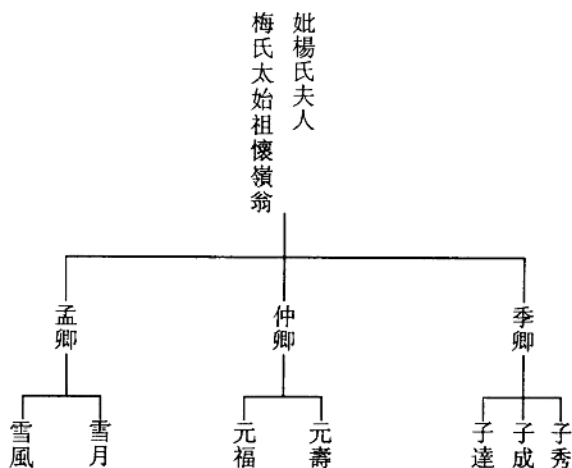 梅氏太始祖懷嶺翁
妣楊氏夫人
孟卿
仲卿
季卿
雪風
雪月
元福
元壽
子達
子成
子秀